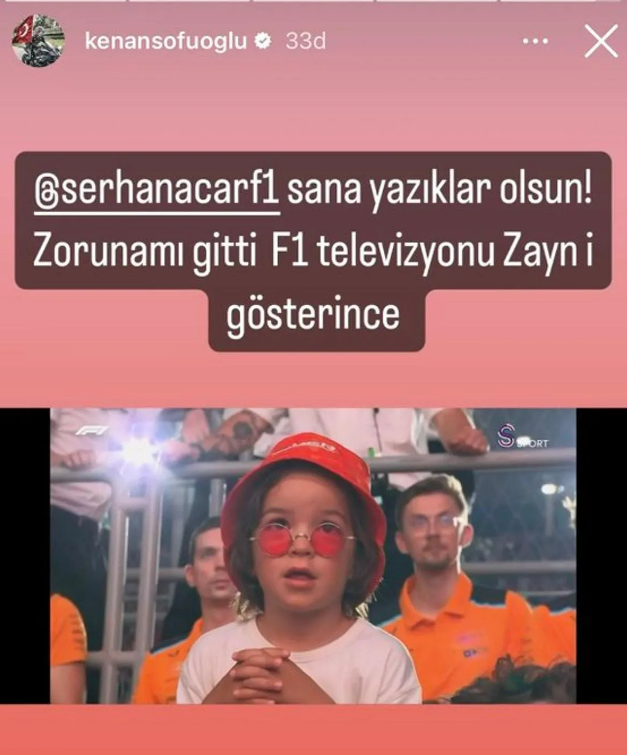 kenansofuoglu 33d
@serhanacarf1 sana yazıklar olsun!
Zorunamı gitti F1 televizyonu Zayn i
gösterince
F1
S SPORT